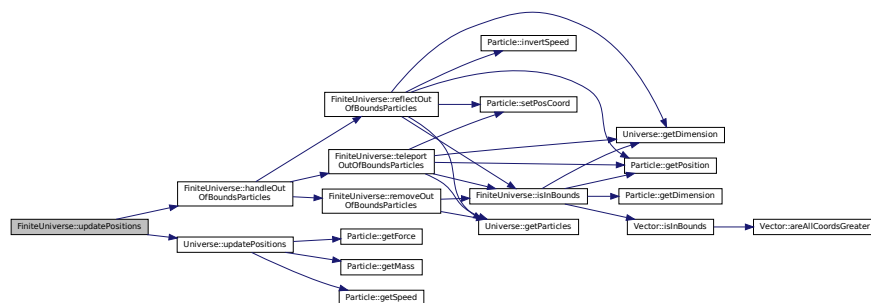 FiniteUniverse::updatePositions
FiniteUniverse::handleOut
OfBoundsParticles
Universe::updatePositions
FiniteUniverse::reflectOut
OfBoundsParticles
FiniteUniverse::teleport
OutOfBoundsParticles
FiniteUniverse::removeOut
OfBoundsParticles
Particle::getForce
Particle::getMass
Particle::getSpeed
Particle::invertSpeed
Particle::setPosCoord
FiniteUniverse::isInBounds
Universe::getParticles
Universe::getDimension
Particle::getPosition
Particle::getDimension
Vector::isInBounds
Vector::areAllCoordsGreater